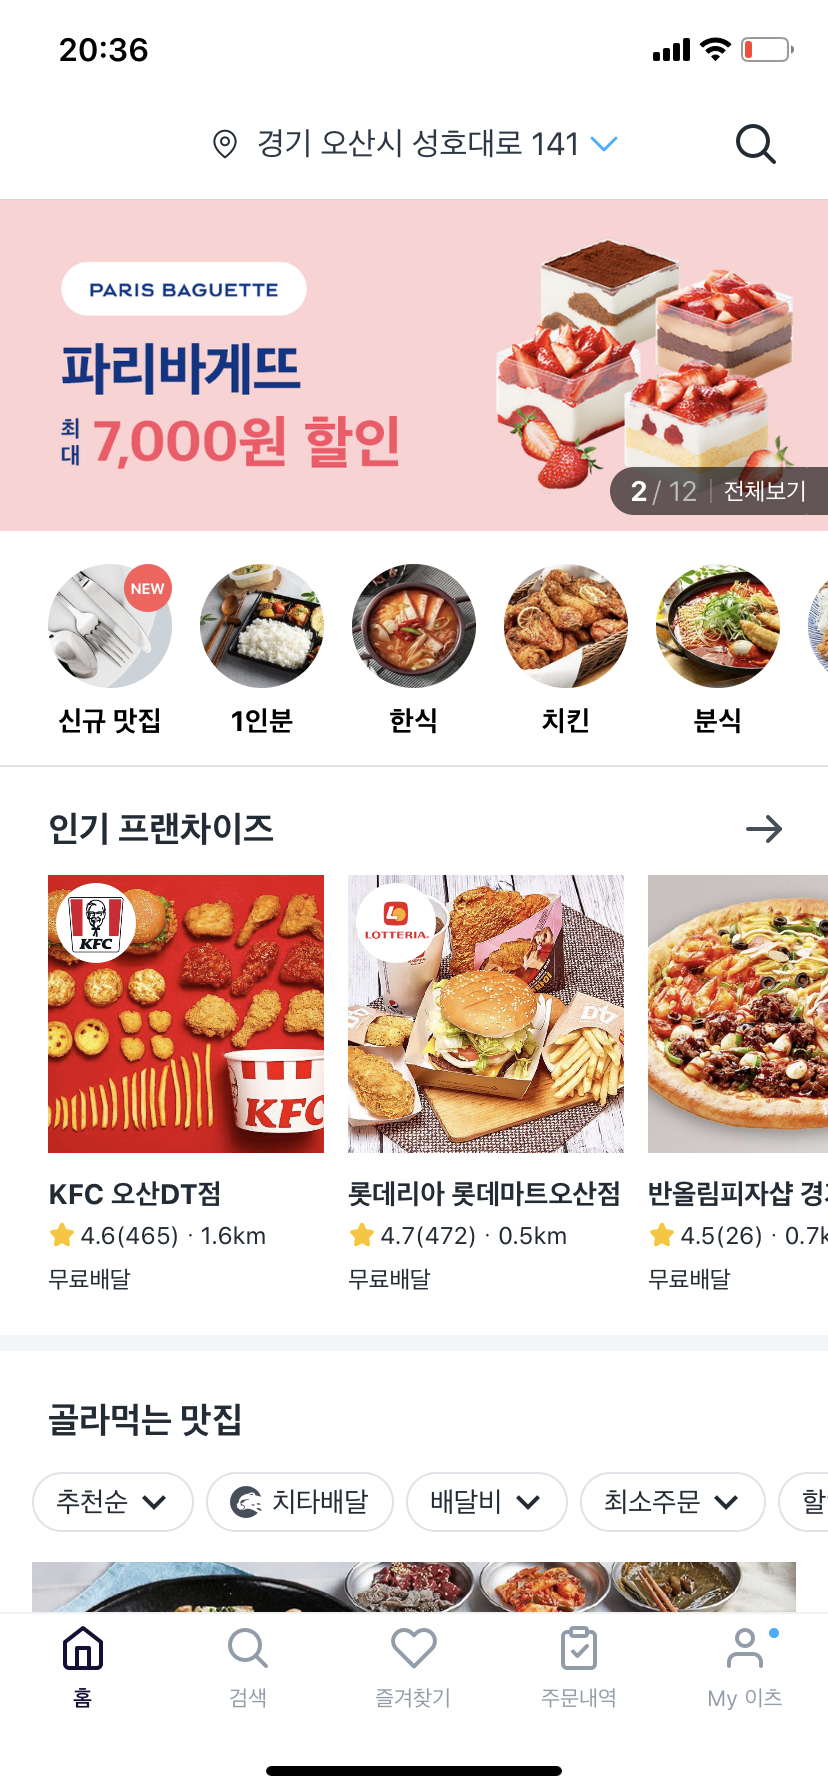 20:36
경기 오산시 성호대로 141
PARIS BAGUETTE
파리바게뜨
최대 7,000원 할인
2 / 12 | 전체보기
NEW
신규 맛집
1인분
한식
치킨
분식
인기 프랜차이즈
KFC
KFC
LOTTERIA
KFC 오산DT점
4.6(465) · 1.6km
무료배달
롯데리아 롯데마트오산점
4.7(472) · 0.5km
무료배달
반올림피자샵 경기
4.5(26) · 0.7k
무료배달
골라먹는 맛집
추천순
치타배달
배달비
최소주문
할
홈
검색
즐겨찾기
주문내역
My 이츠